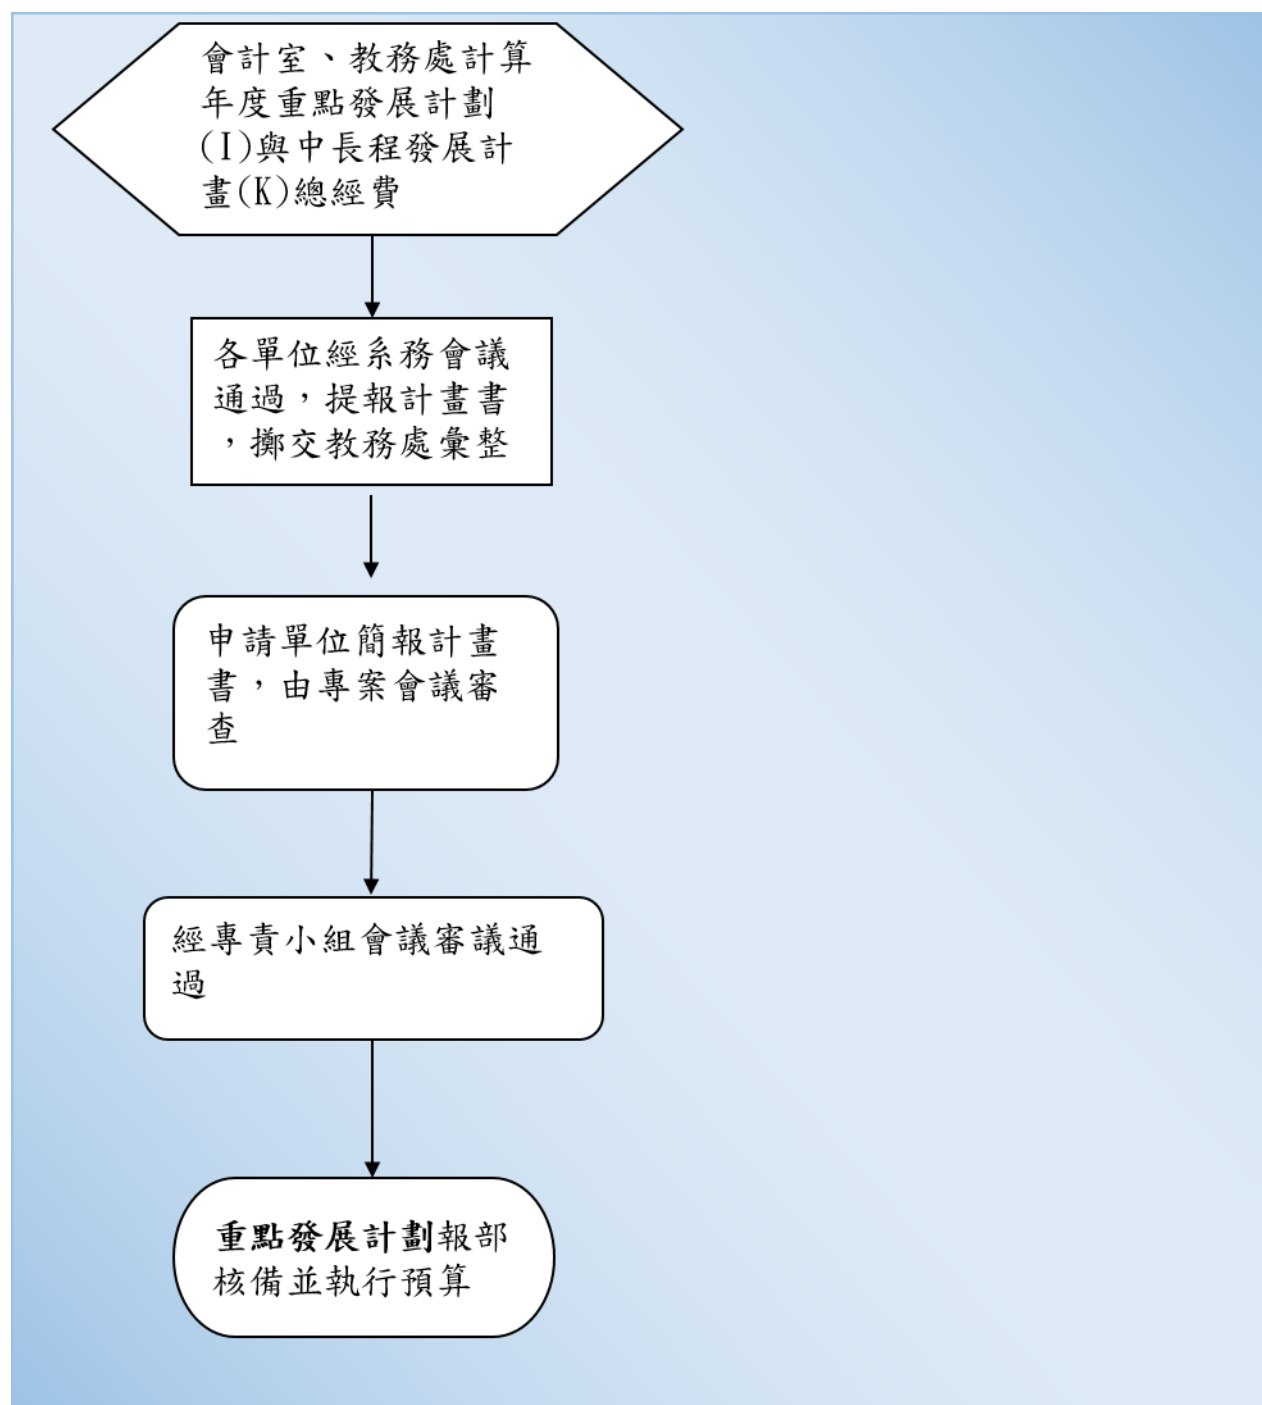 會計室、教務處計算
年度重點發展計劃
(I)與中長程發展計
畫(K)總經費
各單位經系務會議
通過，提報計畫書
，擲交教務處彙整
申請單位簡報計畫
書，由專案會議審
查
經專責小組會議審議通
過
重點發展計劃報部
核備並執行預算